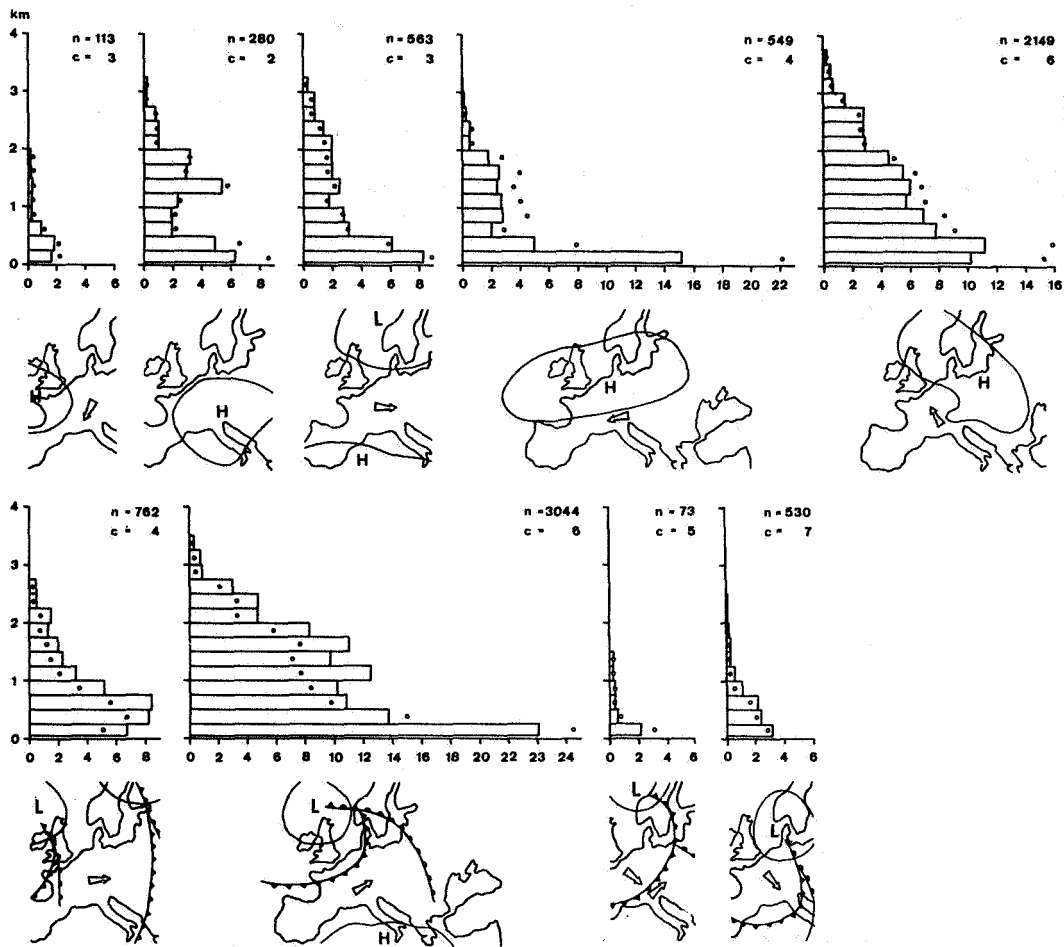 km
n = 113
c = 3
n = 280
c = 2
n = 563
c = 3
n = 549
c = 4
n = 2149
c = 6
4
3
2
1
0
0 2 4 6
0 2 4 6 8
0 2 4 6 8
0 2 4 6 8 10 12 14 16 18 20 22
0 2 4 6 8 10 12 14 16
H
H
L
H
H
H
n = 762
c = 4
n = 3044
c = 6
n = 73
c = 5
n = 530
c = 7
4
3
2
1
0
0 2 4 6 8
0 2 4 6 8 10 12 14 16 18 20 22 24
0 2 4 6
0 2 4 6
L
L
H
L
L